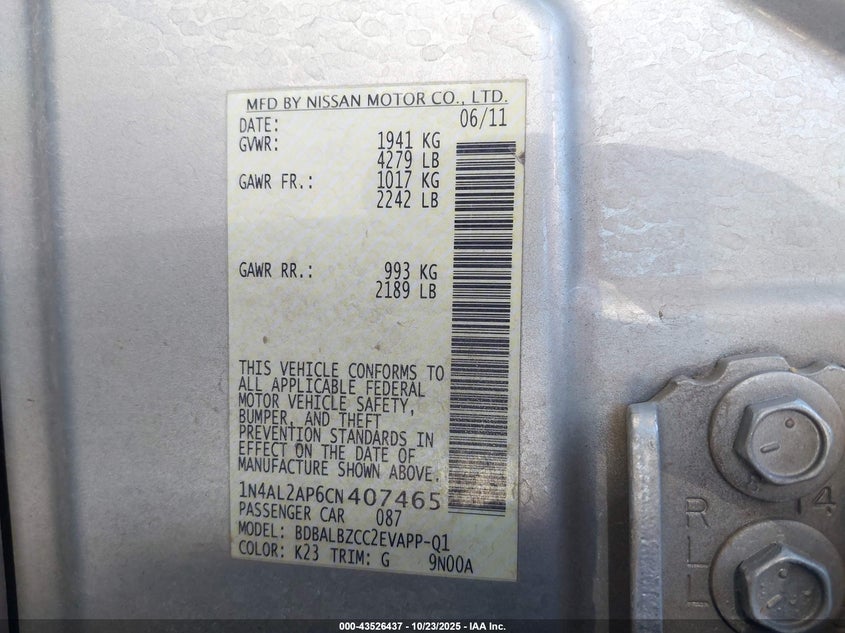 MFD BY NISSAN MOTOR CO., LTD.
DATE: 06/11
GVWR: 1941 KG
4279 LB
GAWR FR.: 1017 KG
2242 LB
GAWR RR.: 993 KG
2189 LB
THIS VEHICLE CONFORMS TO
ALL APPLICABLE FEDERAL
MOTOR VEHICLE SAFETY,
BUMPER, AND THEFT
PREVENTION STANDARDS IN
EFFECT ON THE DATE OF
MANUFACTURE SHOWN ABOVE.
1N4AL2AP6CN407465
PASSENGER CAR 087
MODEL: BDBALBZCC2EVAPP-Q1
COLOR: K23 TRIM: G 9N00A
4
R
L
000-43526437 - 10/23/2025 - IAA Inc.